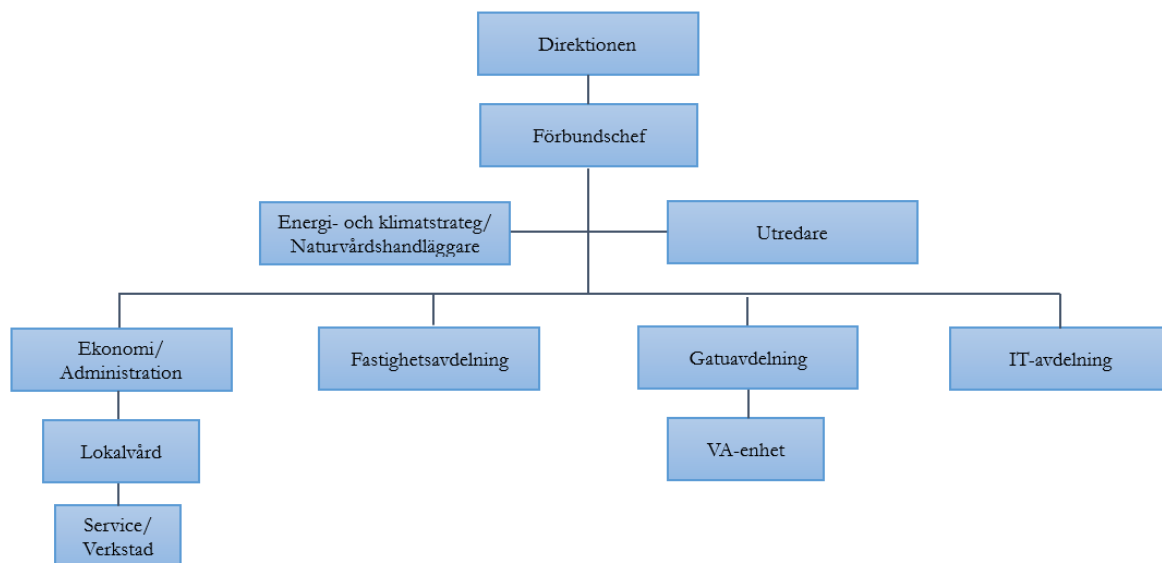 Direktionen
Förbundschef
Energi- och klimatstrateg/
Naturvårdshandläggare
Utredare
Ekonomi/
Administration
Fastighetsavdelning
Gatuavdelning
IT-avdelning
Lokalvård
VA-enhet
Service/
Verkstad